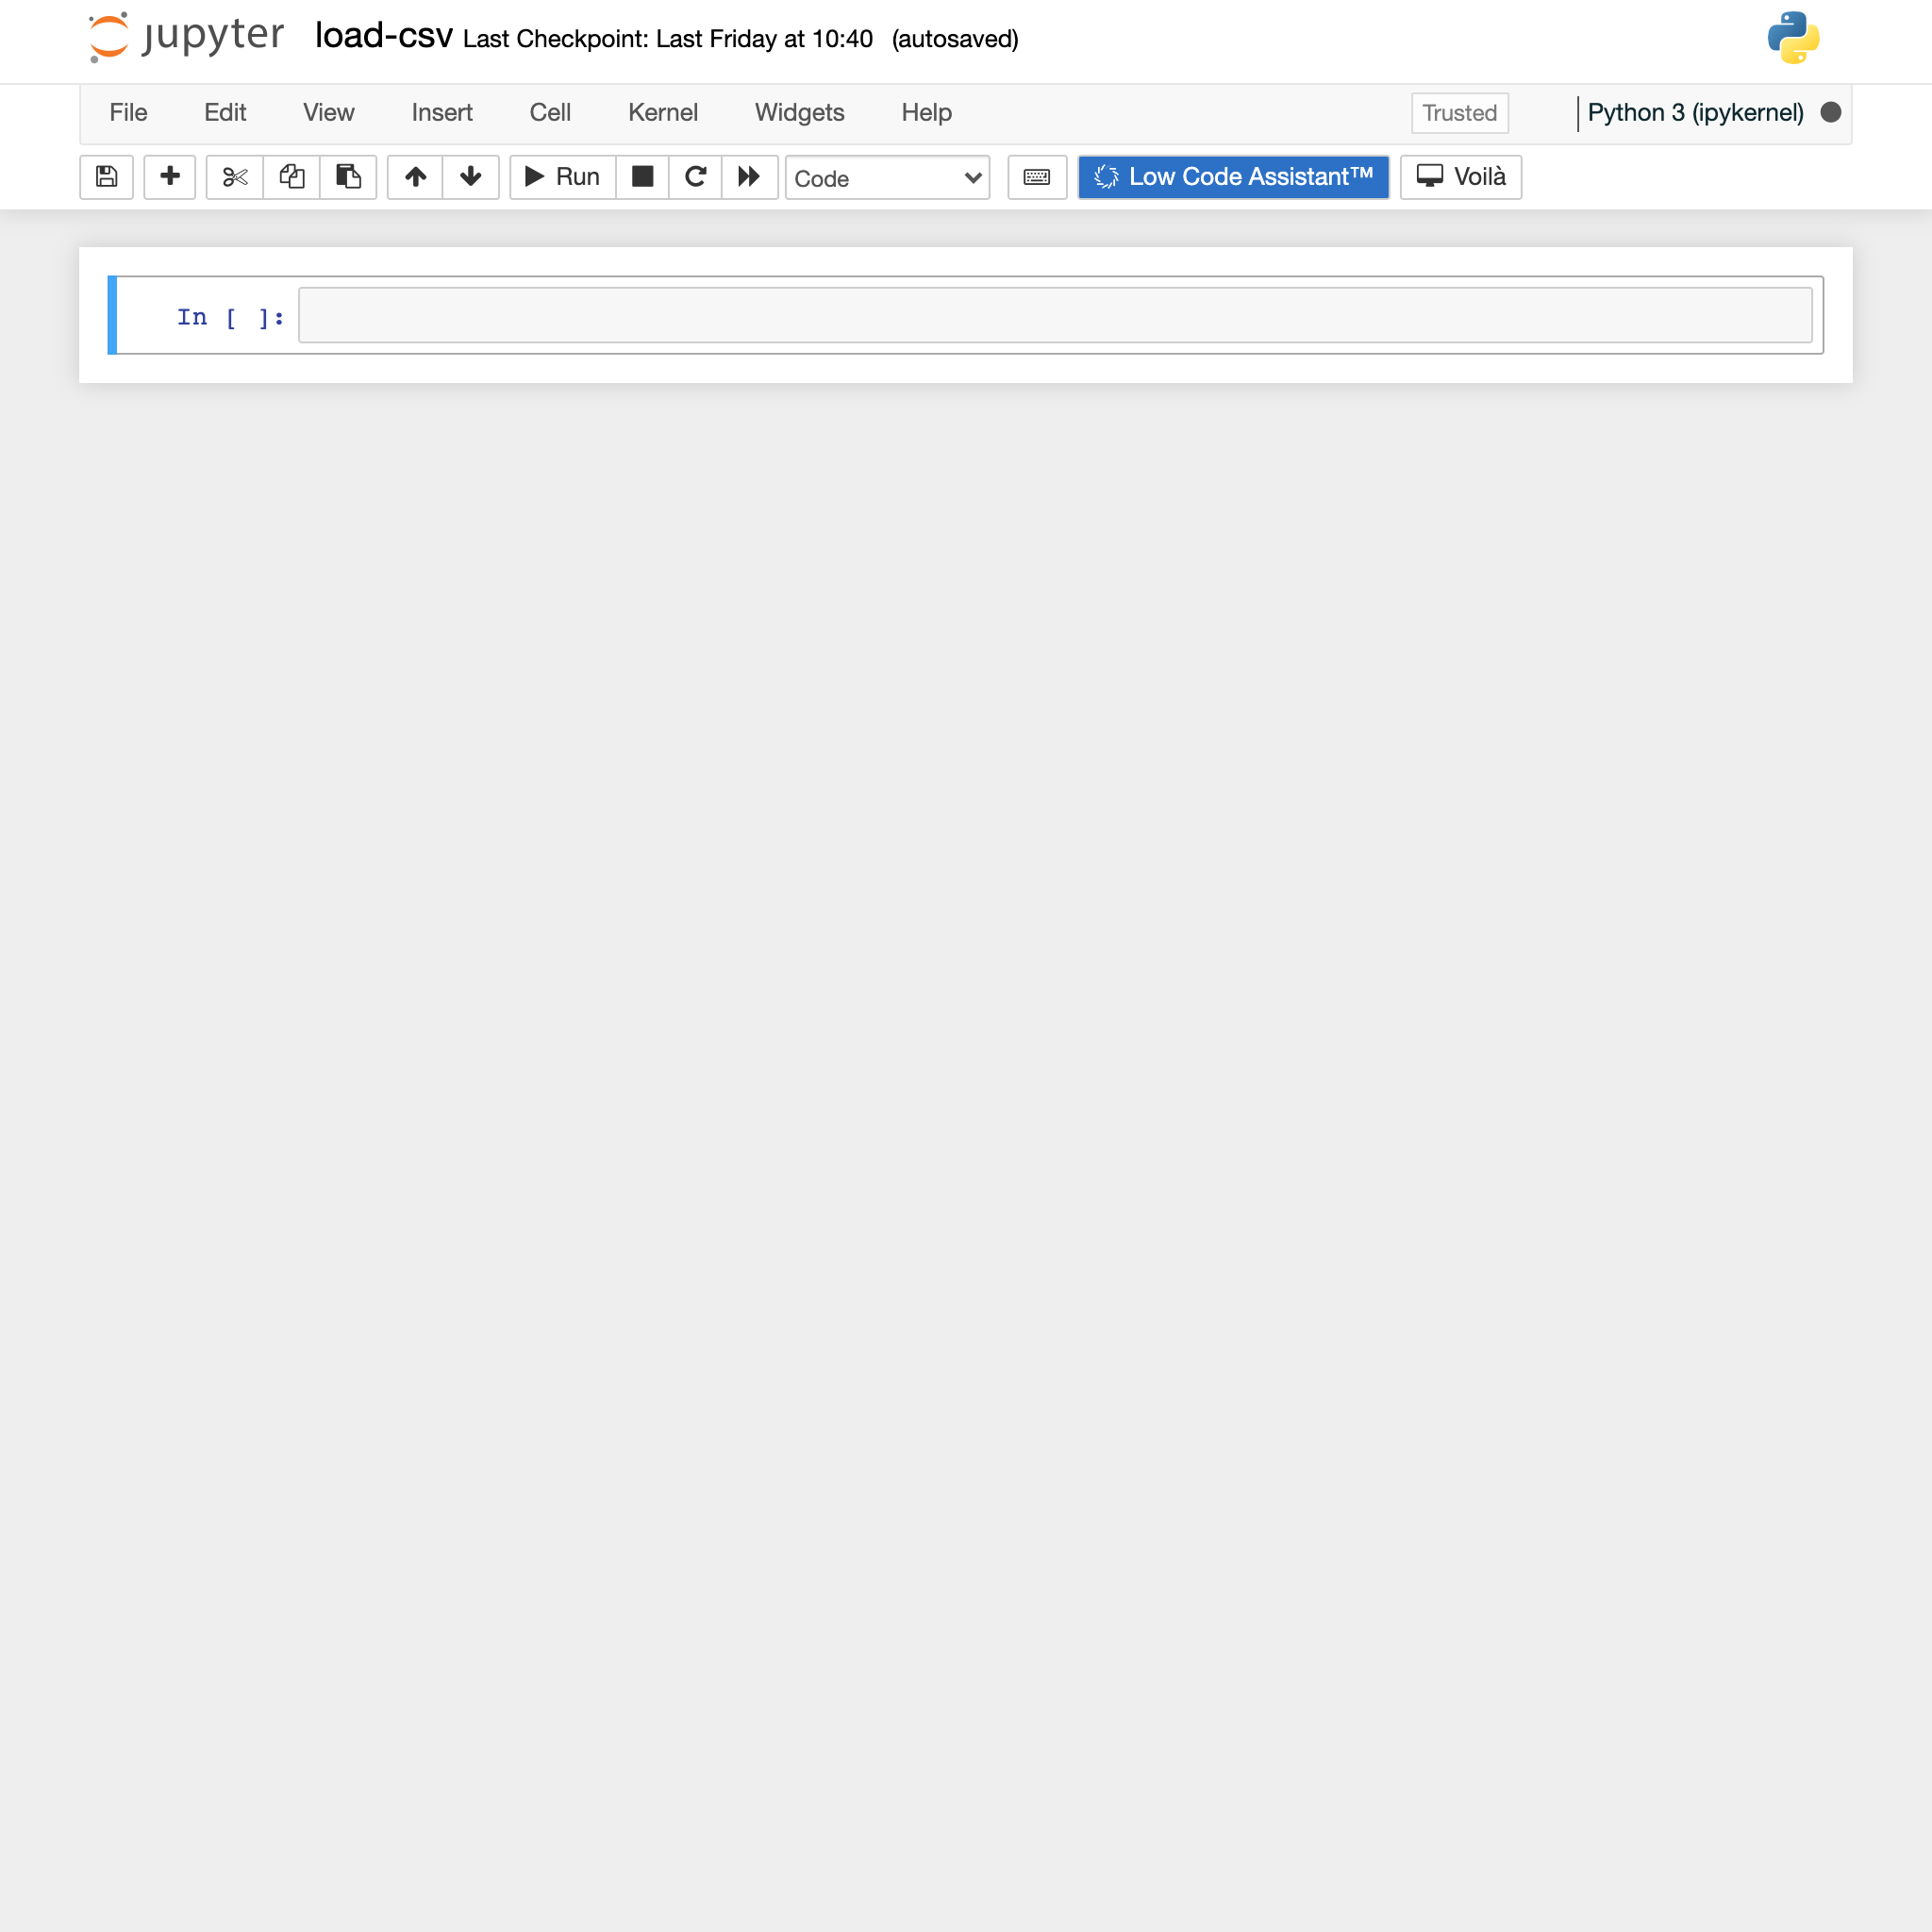 jupyter load-csv Last Checkpoint: Last Friday at 10:40 (autosaved)
File Edit View Insert Cell Kernel Widgets Help Trusted Python 3 (ipykernel)
Run Code Low Code Assistant™ Voilà
In [ ]: